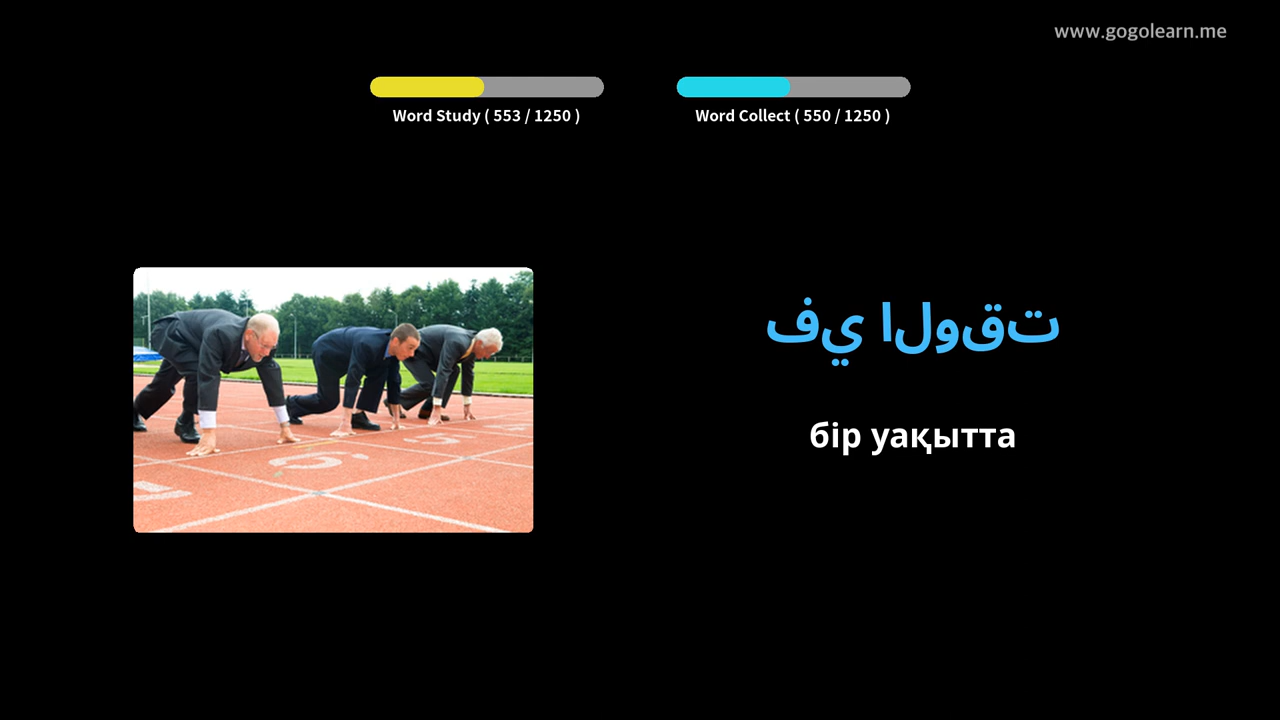 www.gogolearn.me
Word Study ( 553 / 1250 )
Word Collect ( 550 / 1250 )
في الوقت
бір уақытта